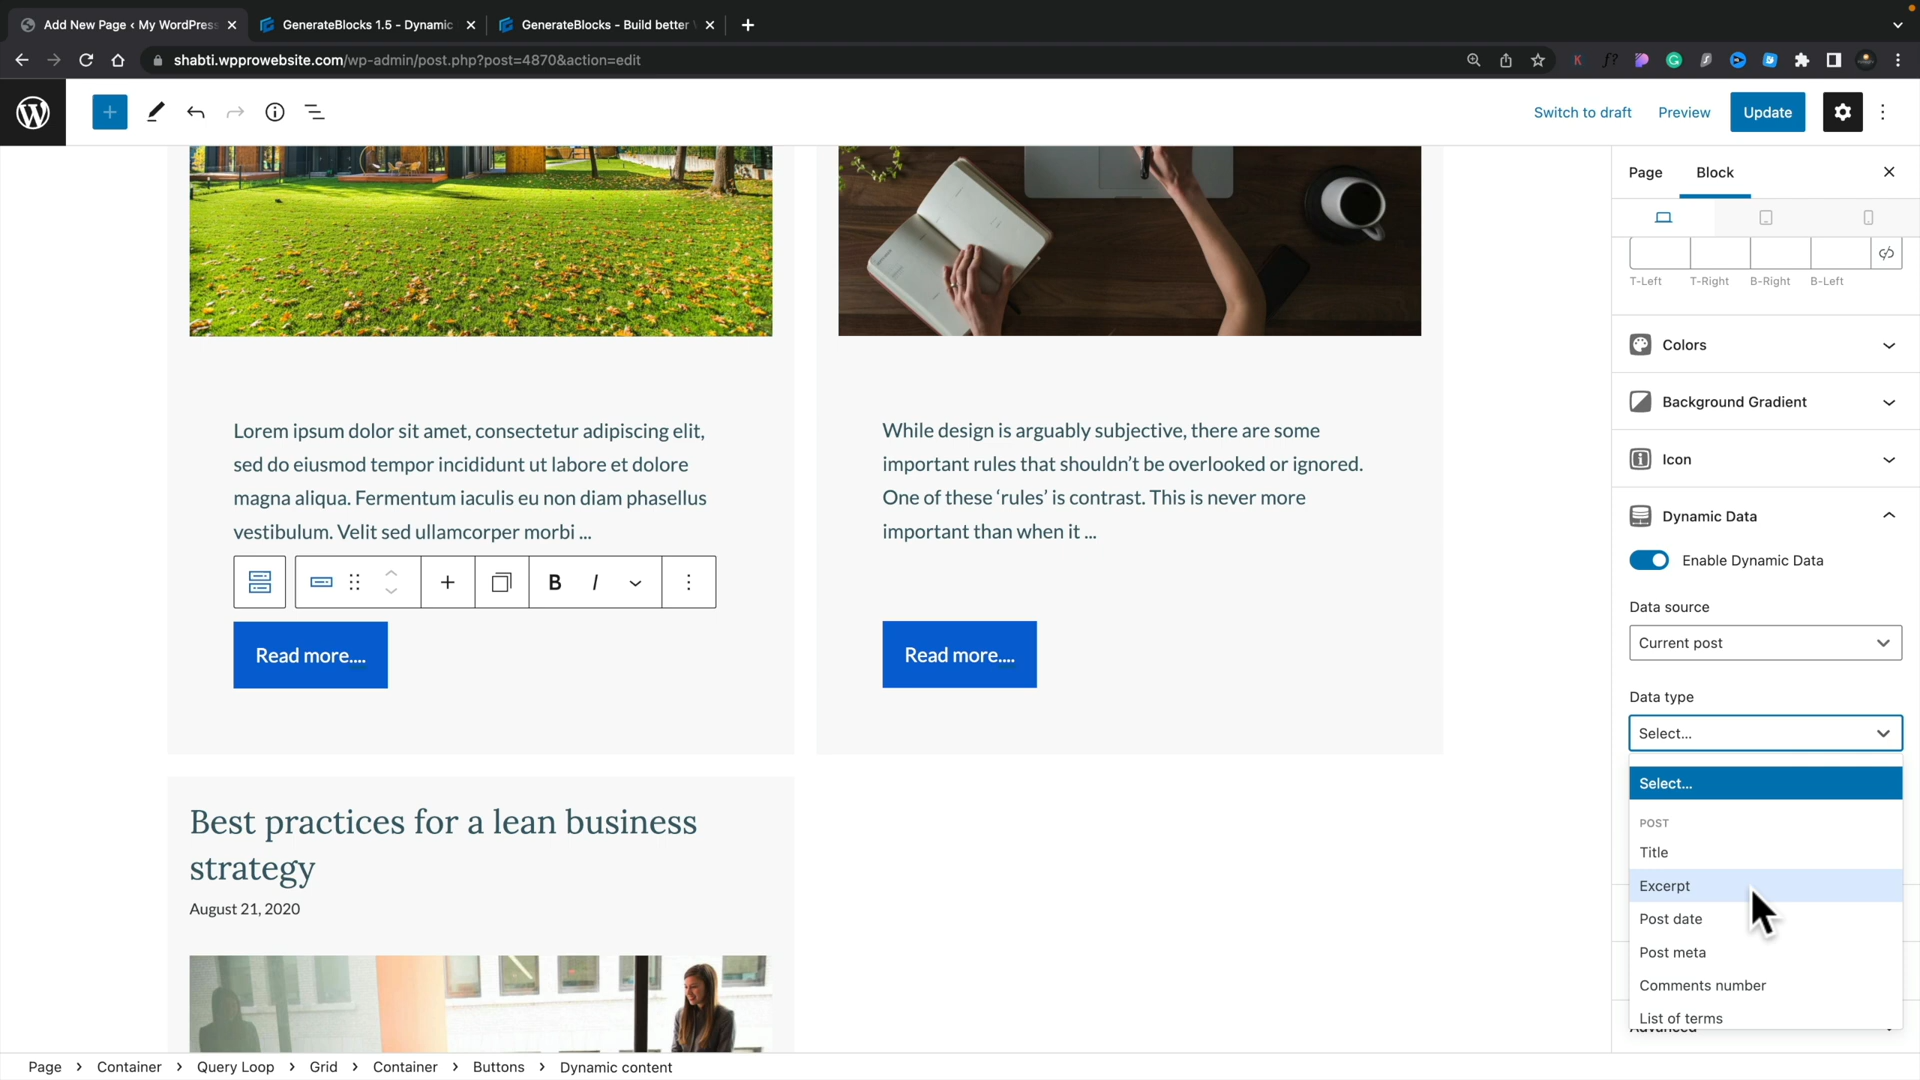 Add New Page ‹ My WordPress
GenerateBlocks 1.5 - Dynamic
GenerateBlocks - Build better
shabti.wpprowebsite.com/wp-admin/post.php?post=4870&action=edit
Switch to draft
Preview
Update
Page
Block
T-Left
T-Right
B-Right
B-Left
Colors
Background Gradient
Icon
Dynamic Data
Enable Dynamic Data
Data source
Current post
Data type
Select...
Select...
POST
Title
Excerpt
Post date
Post meta
Comments number
List of terms
Advanced
Lorem ipsum dolor sit amet, consectetur adipiscing elit,
sed do eiusmod tempor incididunt ut labore et dolore
magna aliqua. Fermentum iaculis eu non diam phasellus
vestibulum. Velit sed ullamcorper morbi ...
B I
Read more....
While design is arguably subjective, there are some
important rules that shouldn’t be overlooked or ignored.
One of these ‘rules’ is contrast. This is never more
important than when it ...
Read more....
Best practices for a lean business
strategy
August 21, 2020
Page › Container › Query Loop › Grid › Container › Buttons › Dynamic content